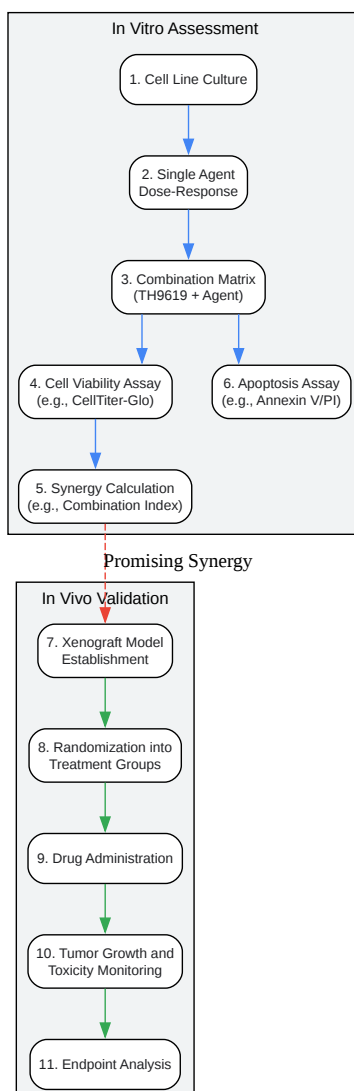 In Vitro Assessment
1. Cell Line Culture
2. Single Agent
Dose-Response
3. Combination Matrix
(TH9619 + Agent)
4. Cell Viability Assay
(e.g., CellTiter-Glo)
6. Apoptosis Assay
(e.g., Annexin V/PI)
5. Synergy Calculation
(e.g., Combination Index)
Promising Synergy
In Vivo Validation
7. Xenograft Model
Establishment
8. Randomization into
Treatment Groups
9. Drug Administration
10. Tumor Growth and
Toxicity Monitoring
11. Endpoint Analysis